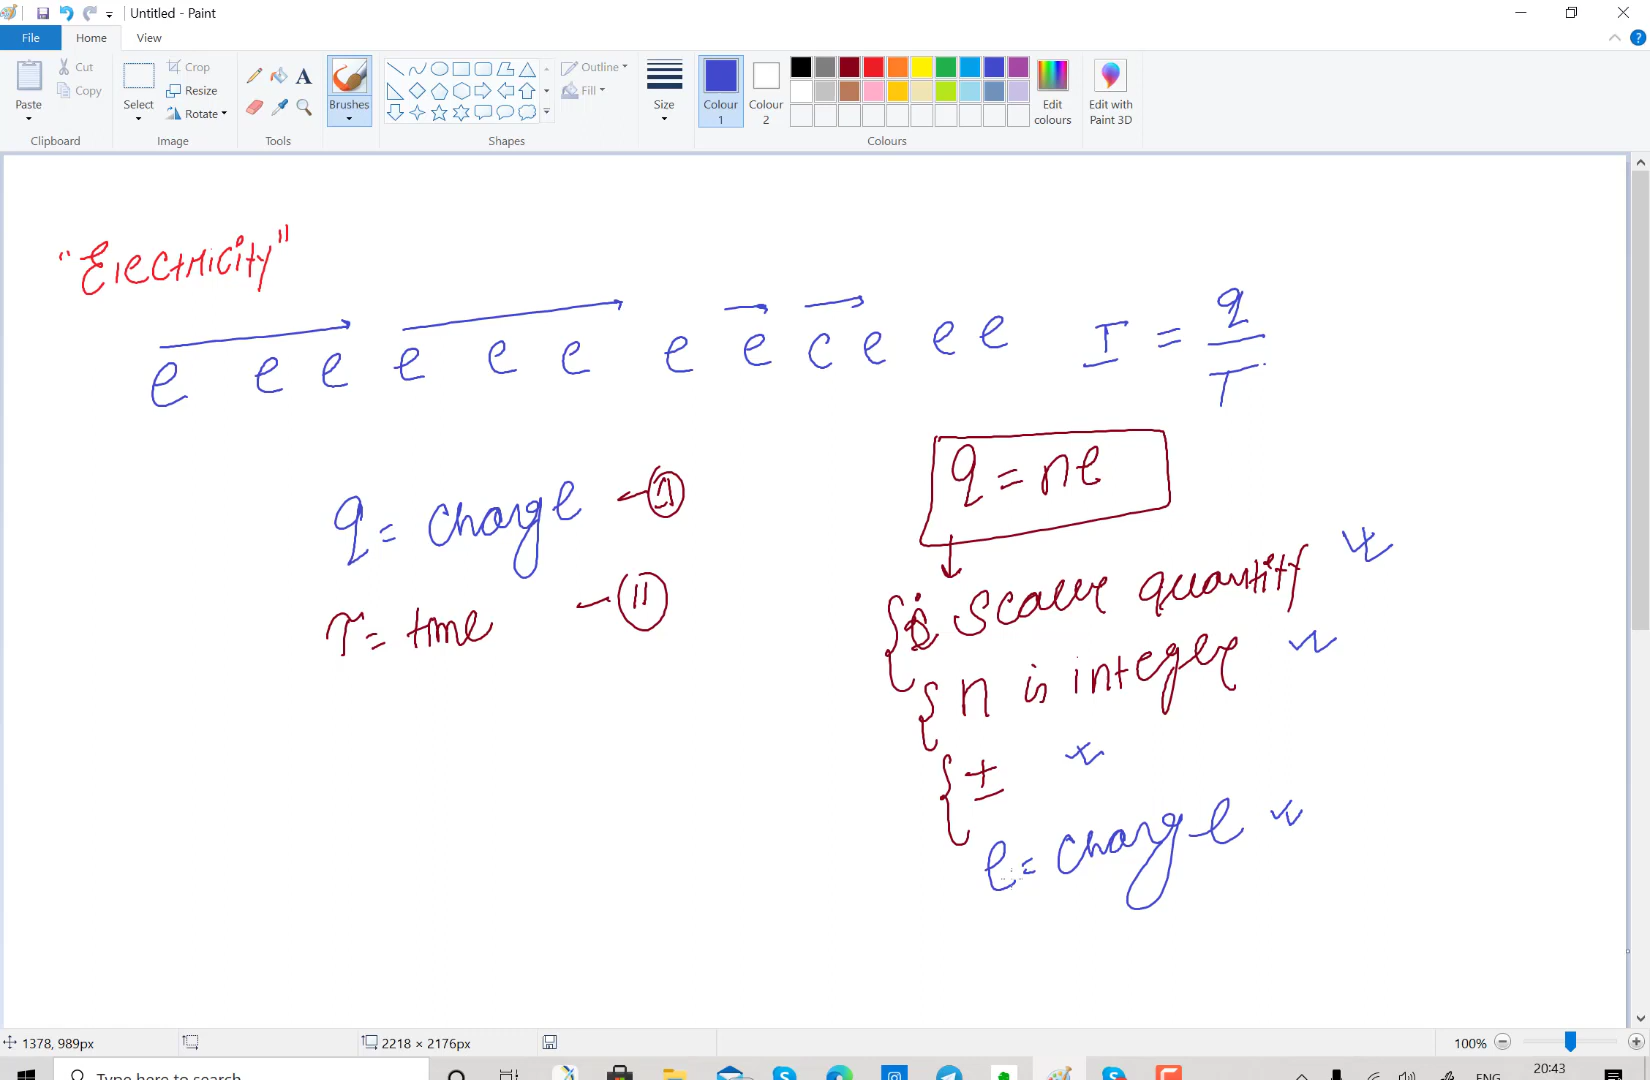 Untitled - Paint
File Home View
Paste
Cut
Copy
Clipboard
Select
Crop
Resize
Rotate
Image
Tools
A
Brushes
Shapes
Outline
Fill
Size
Colour 1
Colour 2
Edit colours
Edit with Paint 3D
Colours
"Electricity"
e e e e e e e e c e e e I = q/T
q = ne
q = charge
T = time
II
quantity
n is integer
±
e = charge
1378, 989px
2218 × 2176px
100%
Type here to search
ENG
20:43